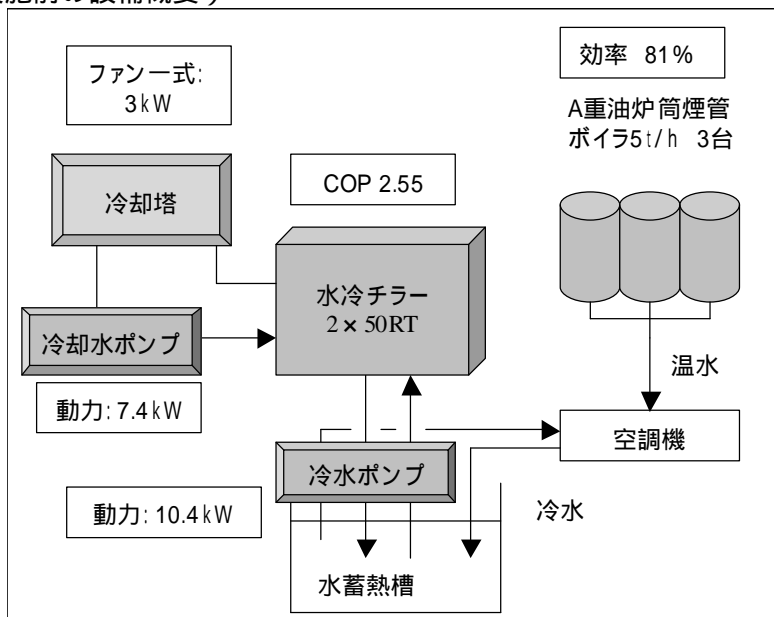 ファン一式:
3kW
効率 81%
A重油炉筒煙管
ボイラ5t/h 3台
冷却塔
COP 2.55
水冷チラー
2×50RT
冷却水ポンプ
動力:7.4kW
温水
空調機
冷水ポンプ
動力:10.4kW
冷水
水蓄熱槽